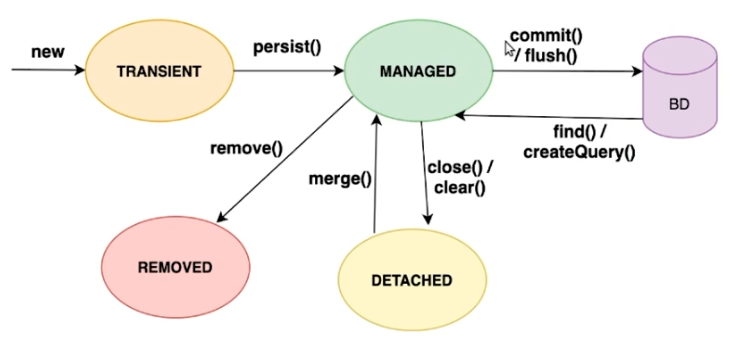 new
TRANSIENT
persist()
MANAGED
commit()
/ flush()
BD
find() /
createQuery()
remove()
merge()
close() /
clear()
REMOVED
DETACHED